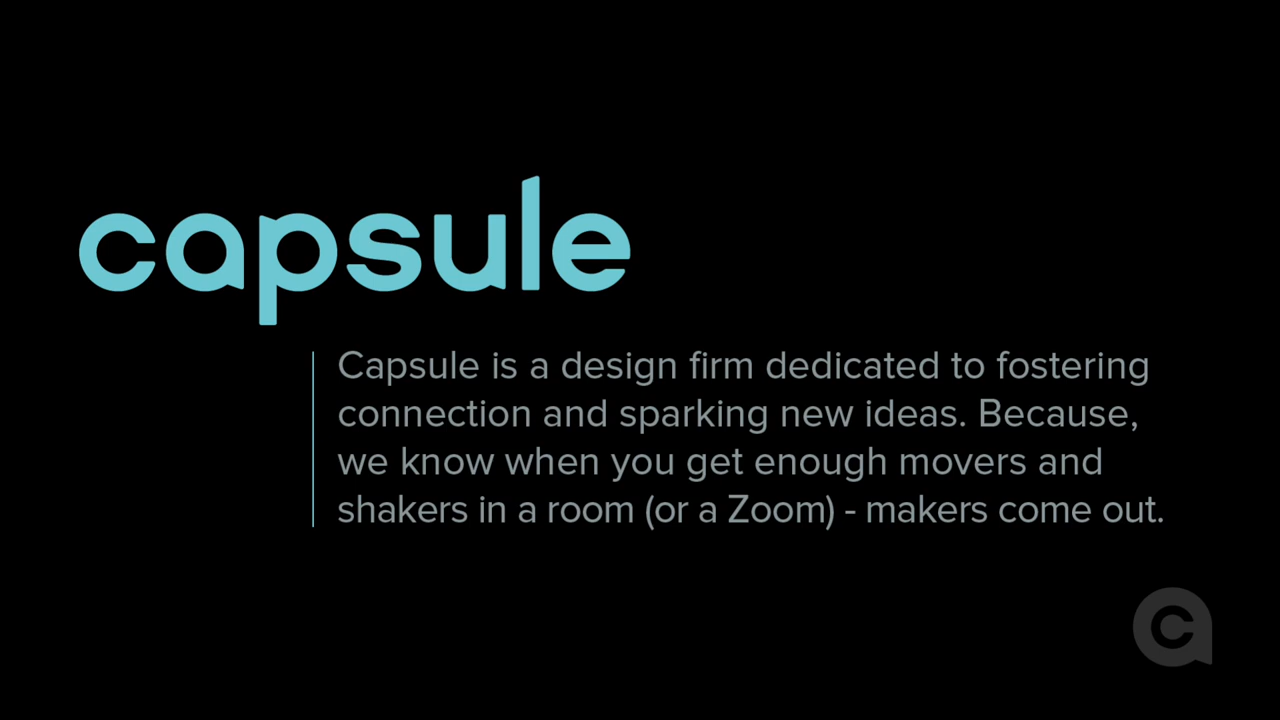 capsule
Capsule is a design firm dedicated to fostering
connection and sparking new ideas. Because,
we know when you get enough movers and
shakers in a room (or a Zoom) - makers come out.
c